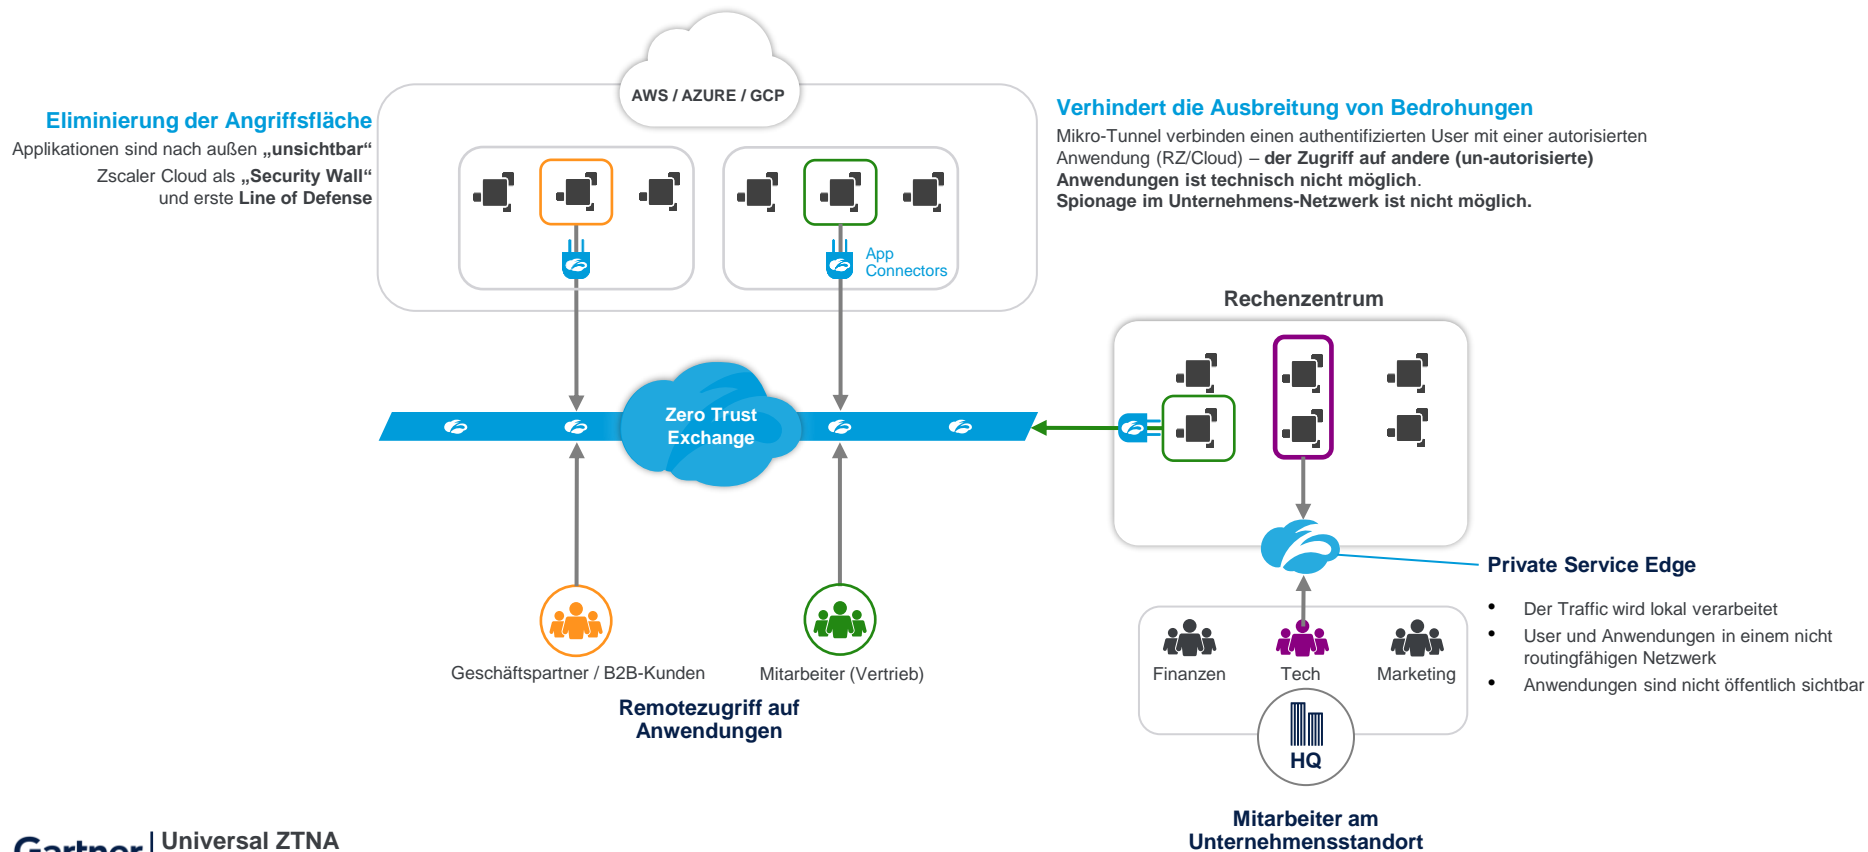 AWS / AZURE / GCP
Eliminierung der Angriffsfläche
Applikationen sind nach außen „unsichtbar“
Zscaler Cloud als „Security Wall“
und erste Line of Defense
Verhindert die Ausbreitung von Bedrohungen
Mikro-Tunnel verbinden einen authentifizierten User mit einer autorisierten
Anwendung (RZ/Cloud) – der Zugriff auf andere (un-autorisierte)
Anwendungen ist technisch nicht möglich.
Spionage im Unternehmens-Netzwerk ist nicht möglich.
App
Connectors
Rechenzentrum
Zero Trust
Exchange
Private Service Edge
• Der Traffic wird lokal verarbeitet
• User und Anwendungen in einem nicht
routingfähigen Netzwerk
• Anwendungen sind nicht öffentlich sichtbar
Geschäftspartner / B2B-Kunden
Mitarbeiter (Vertrieb)
Remotezugriff auf
Anwendungen
Finanzen
Tech
Marketing
HQ
Mitarbeiter am
Unternehmensstandort
Gartner
Universal ZTNA